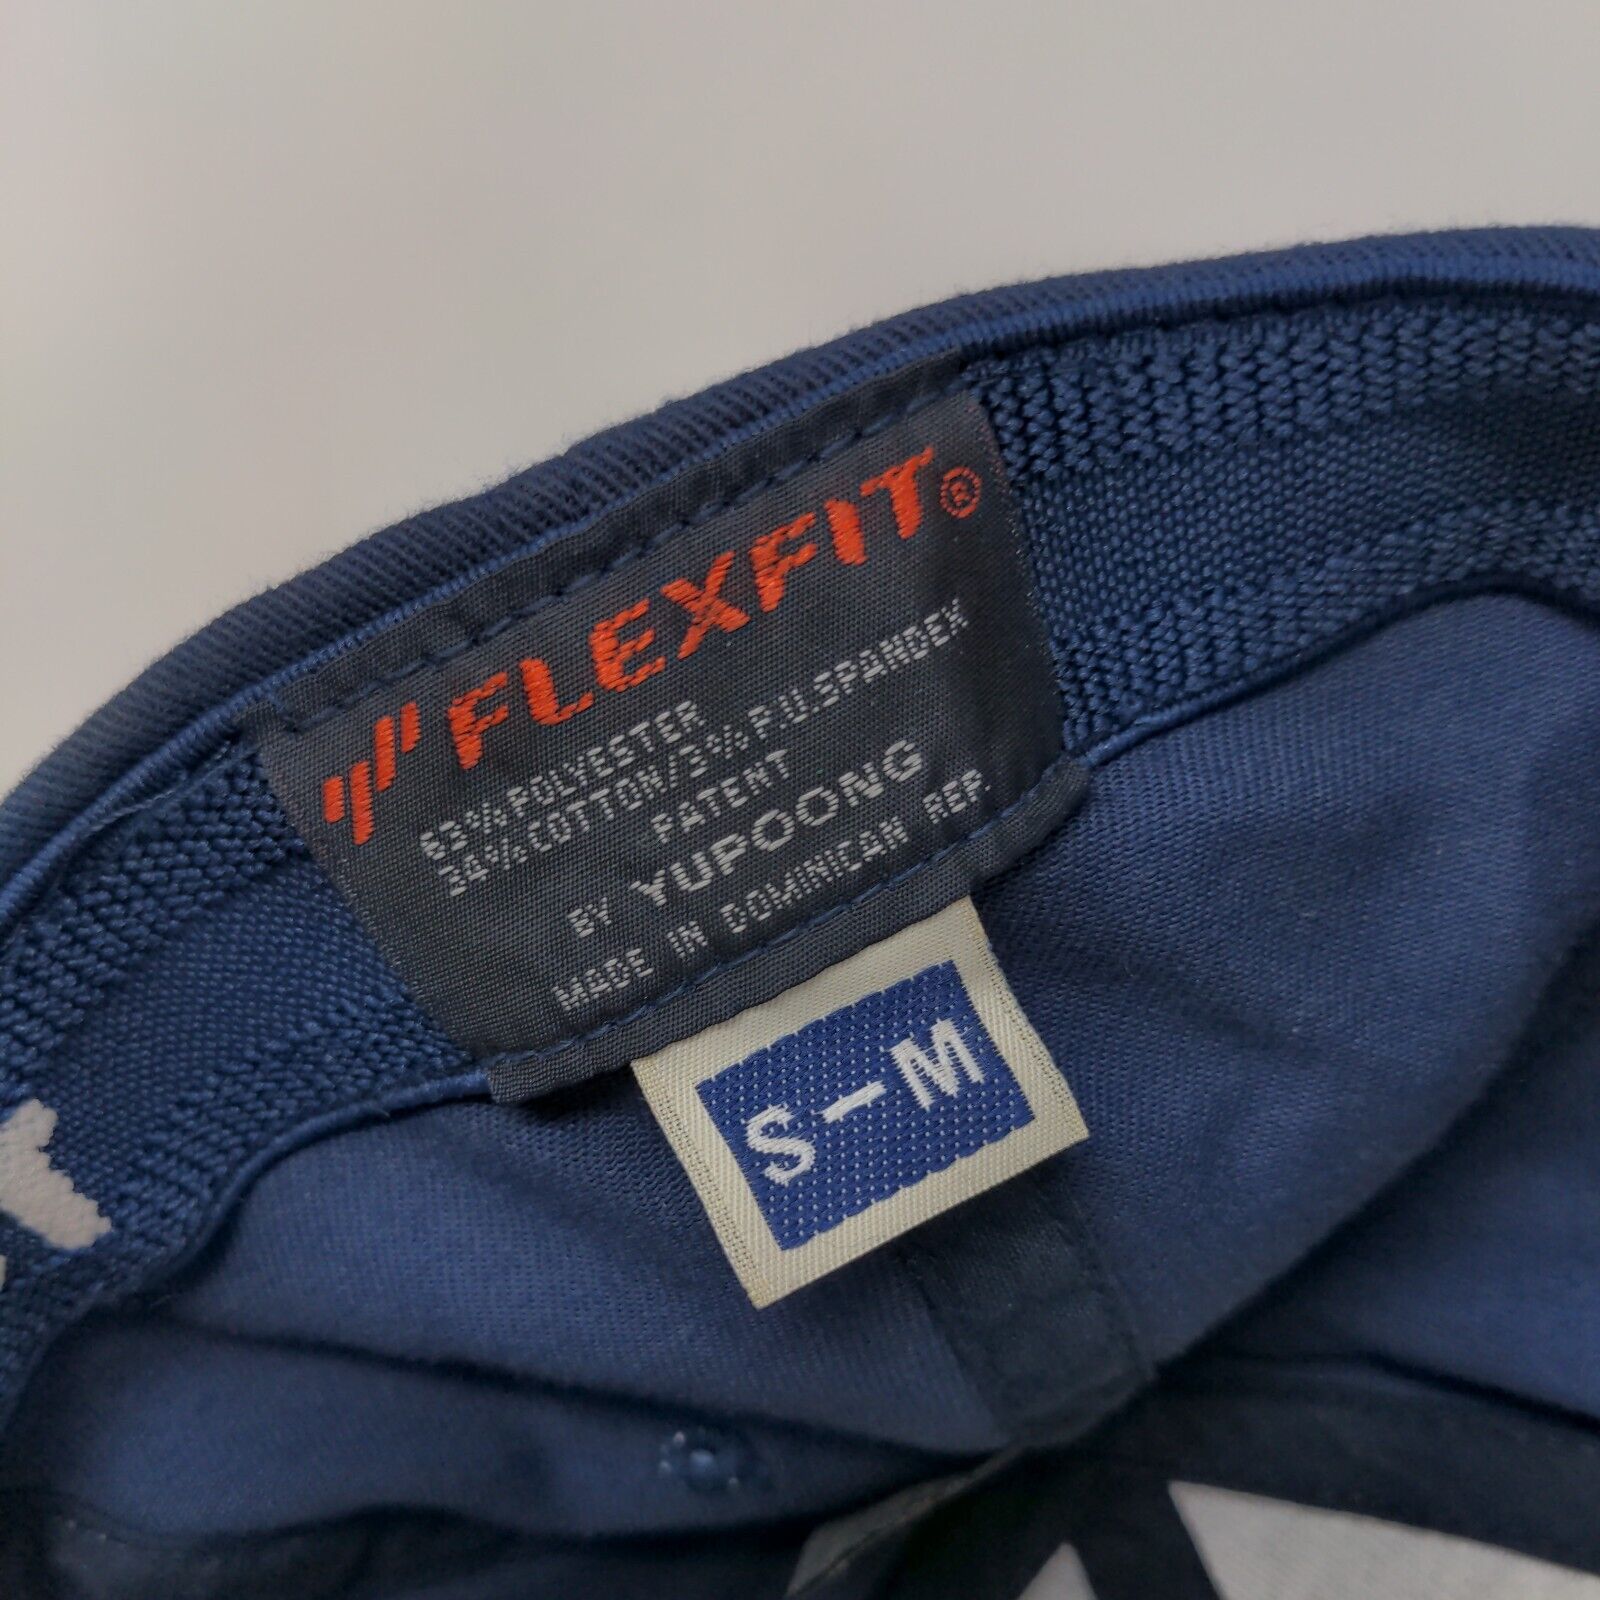 FLEXFIT®
63% POLYESTER
34% COTTON/3% P.U.SPANDEX
PATENT
BY YUPOONG
MADE IN DOMINICAN REP.
S-M